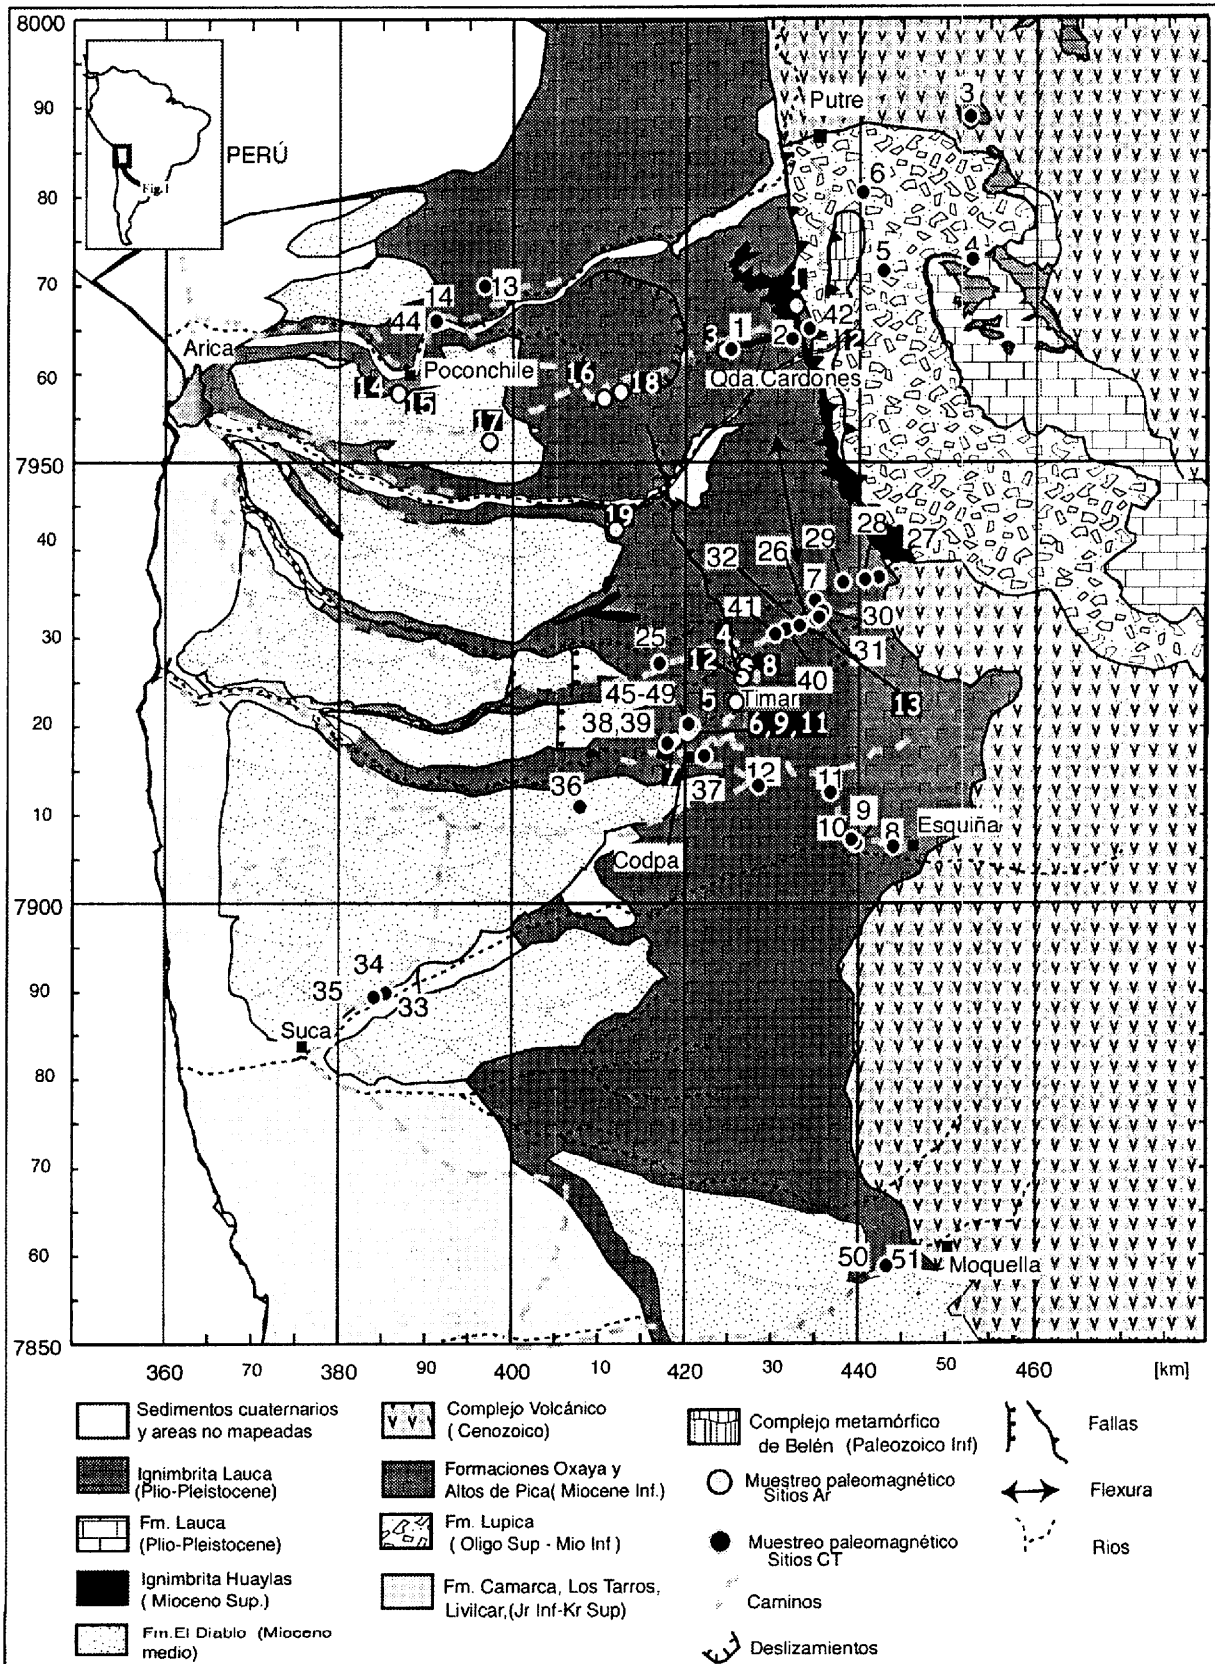 8000
90
80
70
60
7950
40
30
20
10
7900
90
80
70
60
7850
360
70
380
90
400
10
420
30
440
50
460
[km]
PERÚ
Fig.1
Putre
3
6
5
4
13
14
44
Arica
Poconchile
14
15
16
18
17
3
1
2
1
42
2
Qda.Cardones
19
28
27
29
26
32
7
41
30
25
4
12
8
31
40
45-49
5
Timar
13
38,39
6,9,11
7
36
37
12
11
9
10
8
Esquiña
Codpa
34
35
33
Suca
50
51
Moquella
Sedimentos cuaternarios
y areas no mapeadas
Ignimbrita Lauca
(Plio-Pleistocene)
Fm. Lauca
(Plio-Pleistocene)
Ignimbrita Huaylas
( Mioceno Sup.)
Fm.El Diablo (Mioceno
medio)
Complejo Volcánico
( Cenozoico)
Formaciones Oxaya y
Altos de Pica( Miocene Inf.)
Fm. Lupica
( Oligo Sup - Mio Inf )
Fm. Camarca, Los Tarros,
Livilcar,(Jr Inf-Kr Sup)
Complejo metamórfico
de Belén (Paleozoico Inf)
Muestreo paleomagnético
Sitios Ar
Muestreo paleomagnético
Sitios CT
Caminos
Deslizamientos
Fallas
Flexura
Rios